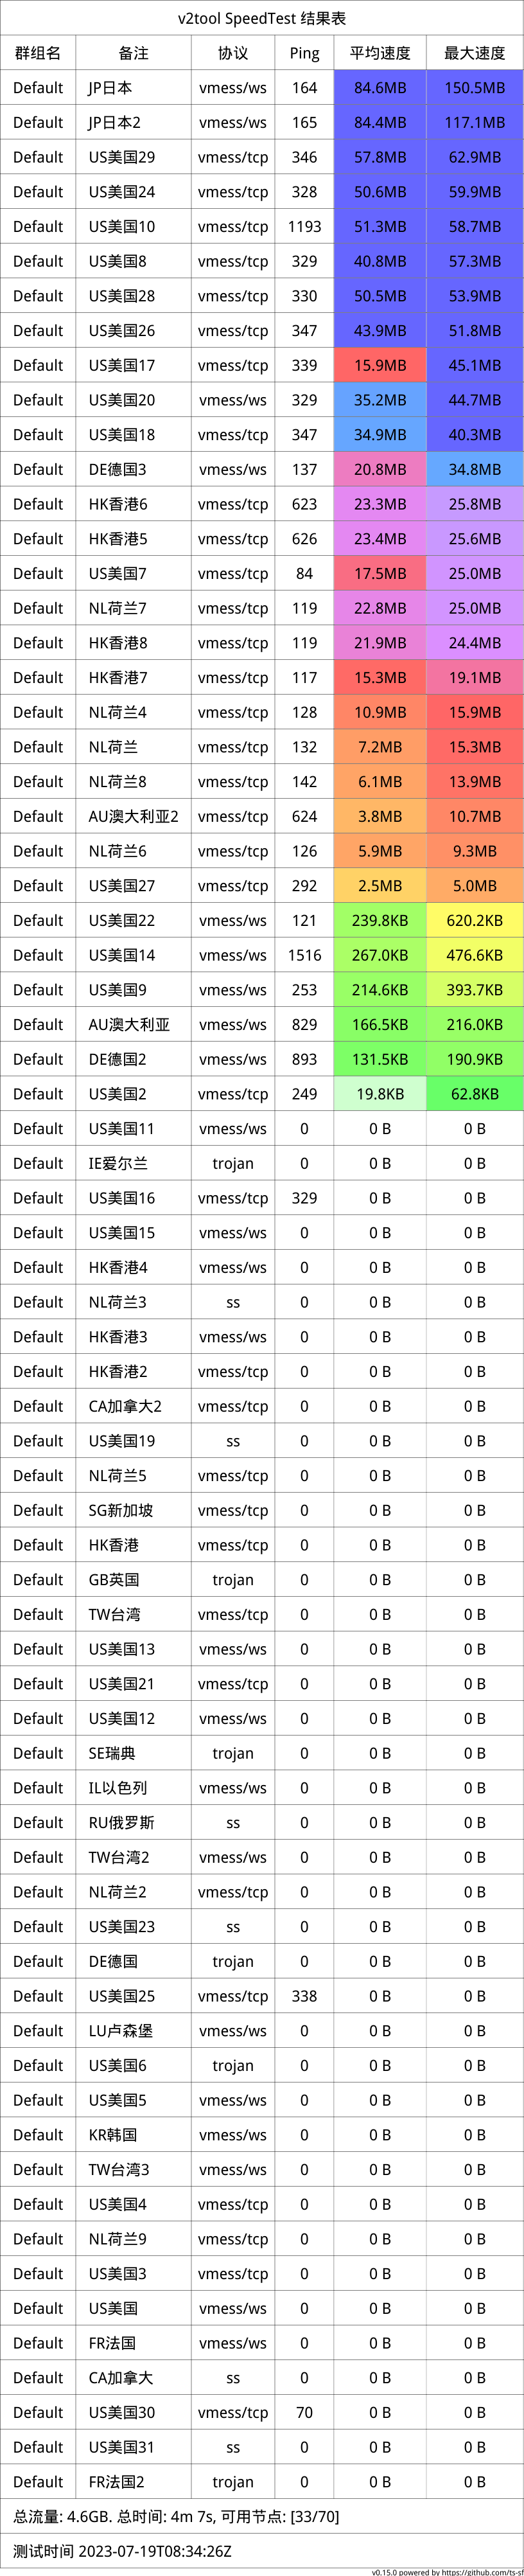 v2tool SpeedTest 结果表
群组名 备注 协议 Ping 平均速度 最大速度
Default JP日本 vmess/ws 164 84.6MB 150.5MB
Default JP日本2 vmess/ws 165 84.4MB 117.1MB
Default US美国29 vmess/tcp 346 57.8MB 62.9MB
Default US美国24 vmess/tcp 328 50.6MB 59.9MB
Default US美国10 vmess/tcp 1193 51.3MB 58.7MB
Default US美国8 vmess/tcp 329 40.8MB 57.3MB
Default US美国28 vmess/tcp 330 50.5MB 53.9MB
Default US美国26 vmess/tcp 347 43.9MB 51.8MB
Default US美国17 vmess/tcp 339 15.9MB 45.1MB
Default US美国20 vmess/ws 329 35.2MB 44.7MB
Default US美国18 vmess/tcp 347 34.9MB 40.3MB
Default DE德国3 vmess/ws 137 20.8MB 34.8MB
Default HK香港6 vmess/tcp 623 23.3MB 25.8MB
Default HK香港5 vmess/tcp 626 23.4MB 25.6MB
Default US美国7 vmess/tcp 84 17.5MB 25.0MB
Default NL荷兰7 vmess/tcp 119 22.8MB 25.0MB
Default HK香港8 vmess/tcp 119 21.9MB 24.4MB
Default HK香港7 vmess/tcp 117 15.3MB 19.1MB
Default NL荷兰4 vmess/tcp 128 10.9MB 15.9MB
Default NL荷兰 vmess/tcp 132 7.2MB 15.3MB
Default NL荷兰8 vmess/tcp 142 6.1MB 13.9MB
Default AU澳大利亚2 vmess/tcp 624 3.8MB 10.7MB
Default NL荷兰6 vmess/tcp 126 5.9MB 9.3MB
Default US美国27 vmess/tcp 292 2.5MB 5.0MB
Default US美国22 vmess/ws 121 239.8KB 620.2KB
Default US美国14 vmess/ws 1516 267.0KB 476.6KB
Default US美国9 vmess/ws 253 214.6KB 393.7KB
Default AU澳大利亚 vmess/ws 829 166.5KB 216.0KB
Default DE德国2 vmess/ws 893 131.5KB 190.9KB
Default US美国2 vmess/tcp 249 19.8KB 62.8KB
Default US美国11 vmess/ws 0 0 B 0 B
Default IE爱尔兰 trojan 0 0 B 0 B
Default US美国16 vmess/tcp 329 0 B 0 B
Default US美国15 vmess/ws 0 0 B 0 B
Default HK香港4 vmess/ws 0 0 B 0 B
Default NL荷兰3 ss 0 0 B 0 B
Default HK香港3 vmess/ws 0 0 B 0 B
Default HK香港2 vmess/tcp 0 0 B 0 B
Default CA加拿大2 vmess/tcp 0 0 B 0 B
Default US美国19 ss 0 0 B 0 B
Default NL荷兰5 vmess/tcp 0 0 B 0 B
Default SG新加坡 vmess/tcp 0 0 B 0 B
Default HK香港 vmess/tcp 0 0 B 0 B
Default GB英国 trojan 0 0 B 0 B
Default TW台湾 vmess/tcp 0 0 B 0 B
Default US美国13 vmess/ws 0 0 B 0 B
Default US美国21 vmess/tcp 0 0 B 0 B
Default US美国12 vmess/ws 0 0 B 0 B
Default SE瑞典 trojan 0 0 B 0 B
Default IL以色列 vmess/ws 0 0 B 0 B
Default RU俄罗斯 ss 0 0 B 0 B
Default TW台湾2 vmess/ws 0 0 B 0 B
Default NL荷兰2 vmess/tcp 0 0 B 0 B
Default US美国23 ss 0 0 B 0 B
Default DE德国 trojan 0 0 B 0 B
Default US美国25 vmess/tcp 338 0 B 0 B
Default LU卢森堡 vmess/ws 0 0 B 0 B
Default US美国6 trojan 0 0 B 0 B
Default US美国5 vmess/ws 0 0 B 0 B
Default KR韩国 vmess/ws 0 0 B 0 B
Default TW台湾3 vmess/ws 0 0 B 0 B
Default US美国4 vmess/tcp 0 0 B 0 B
Default NL荷兰9 vmess/tcp 0 0 B 0 B
Default US美国3 vmess/tcp 0 0 B 0 B
Default US美国 vmess/ws 0 0 B 0 B
Default FR法国 vmess/ws 0 0 B 0 B
Default CA加拿大 ss 0 0 B 0 B
Default US美国30 vmess/tcp 70 0 B 0 B
Default US美国31 ss 0 0 B 0 B
Default FR法国2 trojan 0 0 B 0 B
总流量: 4.6GB. 总时间: 4m 7s, 可用节点: [33/70]
测试时间 2023-07-19T08:34:26Z
v0.15.0 powered by https://github.com/ts-sf